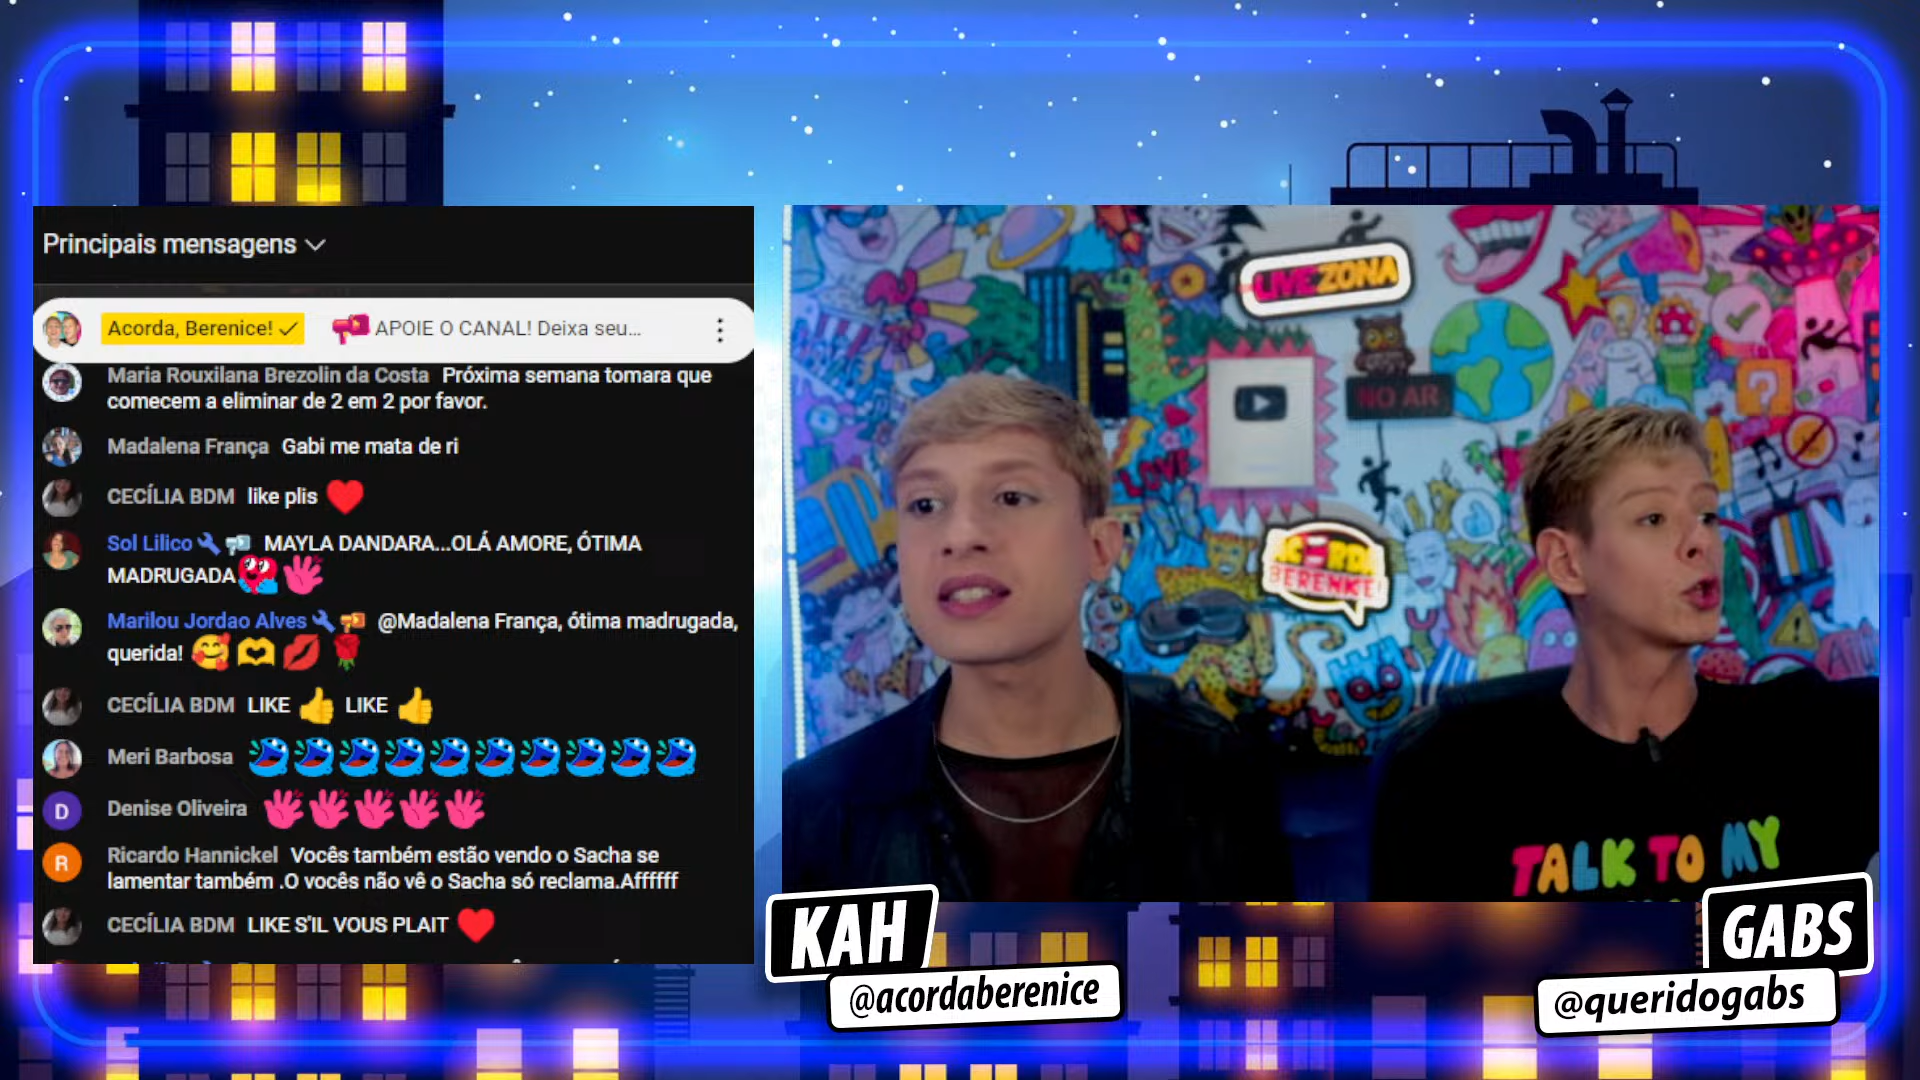 Principais mensagens
Acorda, Berenice! APOIE O CANAL! Deixa seu...
Maria Rouxilana Brezolin da Costa Próxima semana tomara que
comecem a eliminar de 2 em 2 por favor.
Madalena França Gabi me mata de ri
CECÍLIA BDM like plis ❤️
Sol Lilico MAYLA DANDARA...OLÁ AMORE, ÓTIMA
MADRUGADA
Marilou Jordao Alves @Madalena França, ótima madrugada,
querida! 🥰🫶💋🌹
CECÍLIA BDM LIKE 👍 LIKE 👍
Meri Barbosa
D Denise Oliveira
R Ricardo Hannickel Vocês também estão vendo o Sacha se
lamentar também .O vocês não vê o Sacha só reclama.Affffff
CECÍLIA BDM LIKE S'IL VOUS PLAIT ❤️
LIVEZONA
NO AR
LOVE
ACORDA
BERENICE!
TALK TO MY
KAH
@acordaberenice
GABS
@queridogabs